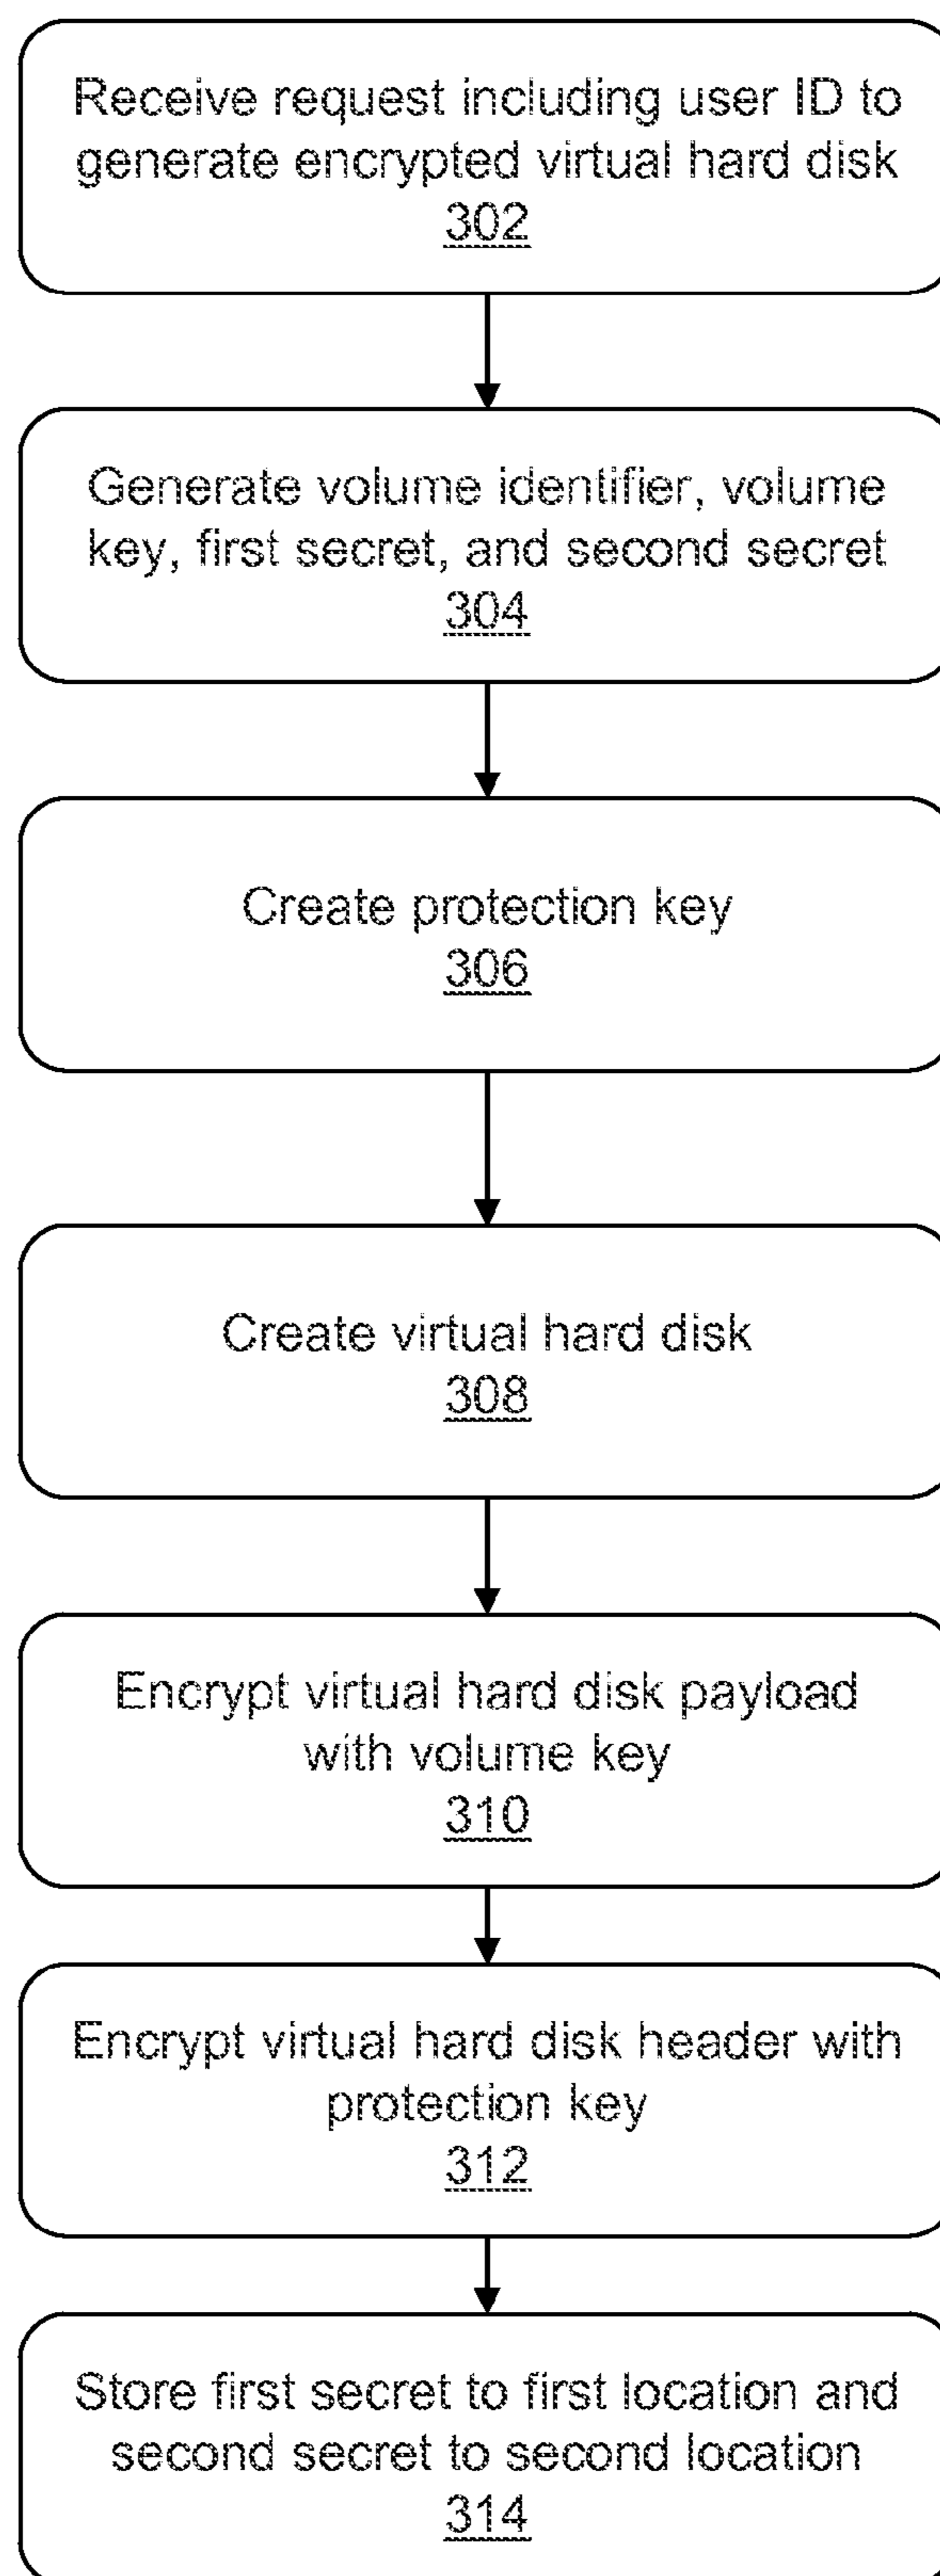 Receive request including user ID to
generate encrypted virtual hard disk
302
Generate volume identifier, volume
key, first secret, and second secret
304
Create protection key
306
Create virtual hard disk
308
Encrypt virtual hard disk payload
with volume key
310
Encrypt virtual hard disk header with
protection key
312
Store first secret to first location and
second secret to second location
314